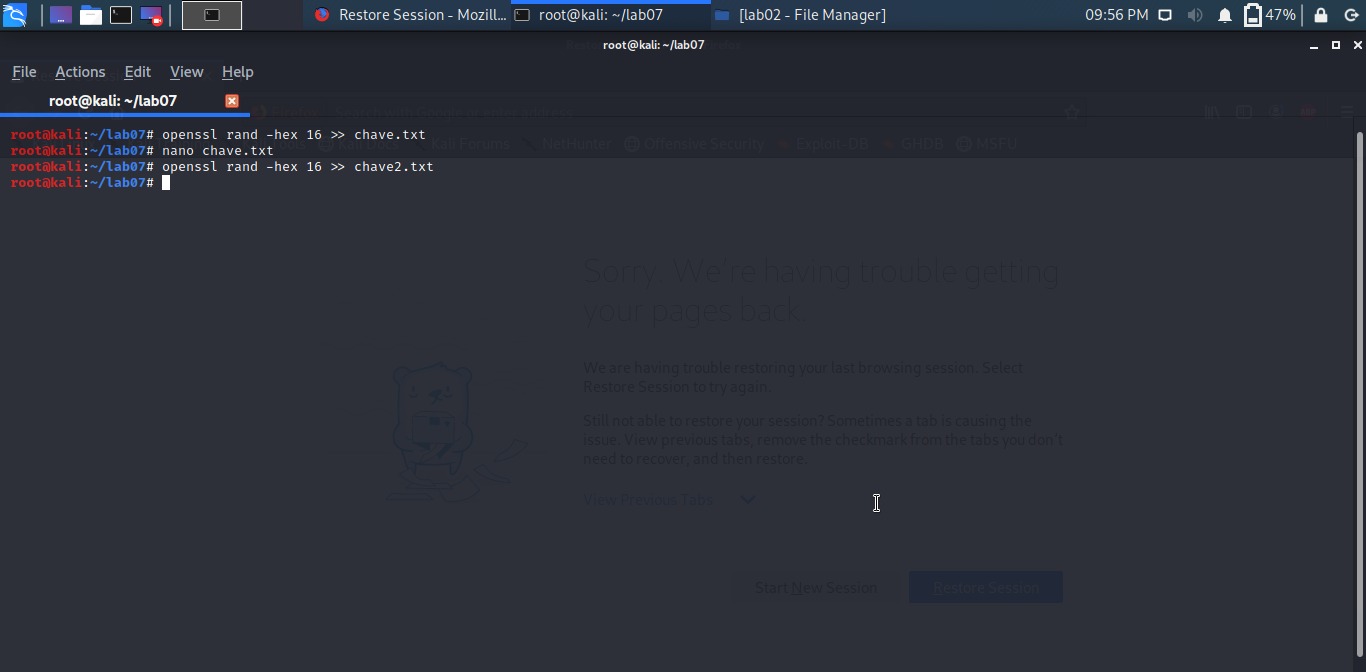 Restore Session - Mozill... root@kali: ~/lab07 [lab02 - File Manager] 09:56 PM 47%
root@kali: ~/lab07
File Actions Edit View Help
root@kali: ~/lab07
root@kali:~/lab07# openssl rand -hex 16 >> chave.txt
root@kali:~/lab07# nano chave.txt
root@kali:~/lab07# openssl rand -hex 16 >> chave2.txt
root@kali:~/lab07#
Kali Docs Kali Forums NetHunter Offensive Security Exploit-DB GHDB MSFU
Sorry. We're having trouble getting
your pages back.
We are having trouble restoring your last browsing session. Select
Restore Session to try again.
Still not able to restore your session? Sometimes a tab is causing the
issue. View previous tabs, remove the checkmark from the tabs you don't
need to recover, and then restore.
View Previous Tabs
Start New Session Restore Session